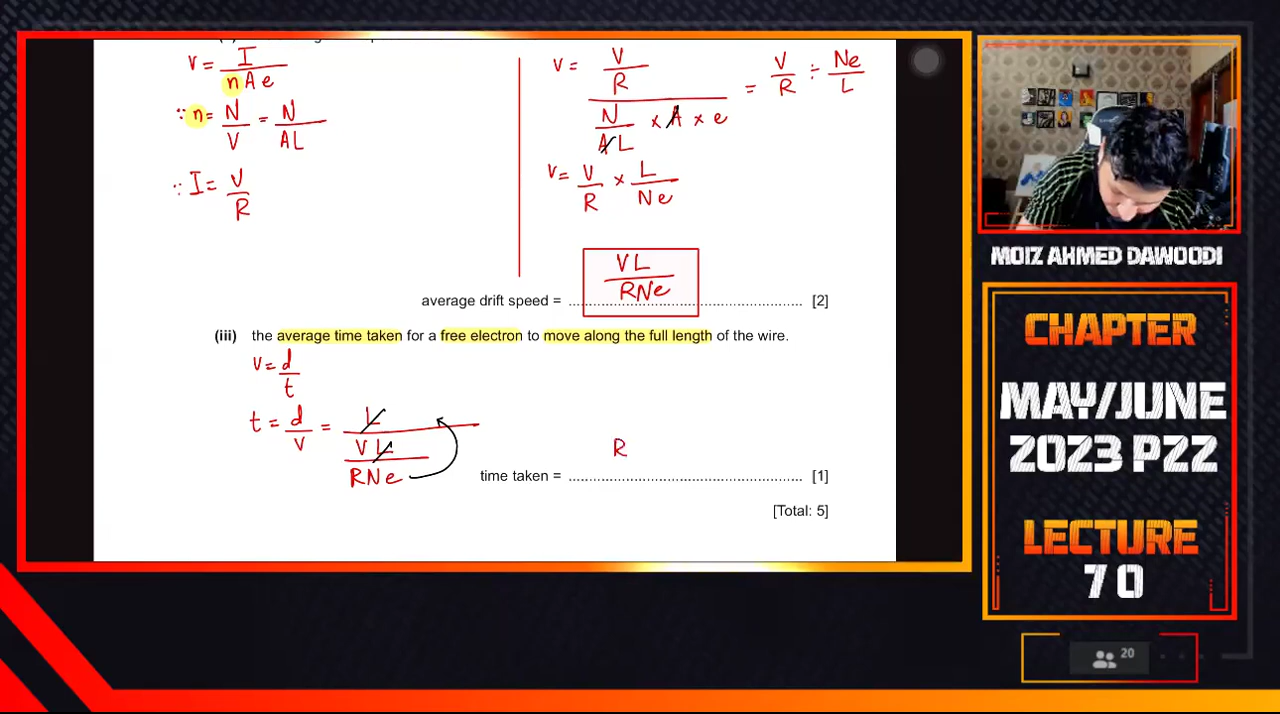 v = I / nAe
∵ n = N / V = N / AL
∵ I = V / R
v = V / R / N / AL × A × e = V / R ÷ Ne / L
v = V / R × L / Ne
VL / RNe
average drift speed = ........................................ [2]
(iii) the average time taken for a free electron to move along the full length of the wire.
v = d / t
t = d / v = L / VL / RNe
R
time taken = ........................................ [1]
[Total: 5]
MOIZ AHMED DAWOODI
CHAPTER
MAY/JUNE
2023 P22
LECTURE
70
20